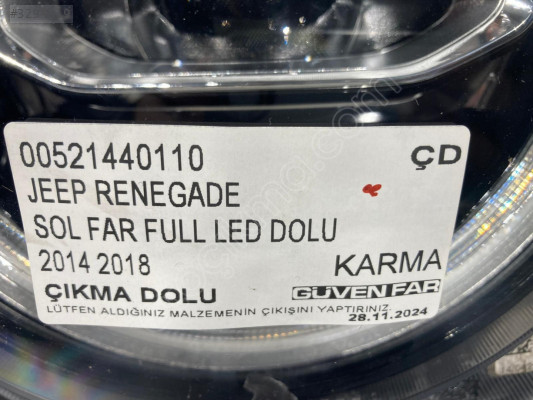 00521440110 ÇD
JEEP RENEGADE
SOL FAR FULL LED DOLU
2014 2018 KARMA
ÇIKMA DOLU GÜVEN FAR
LÜTFEN ALDIĞINIZ MALZEMENİN ÇIKIŞINI YAPTIRINIZ.
28.11.2024